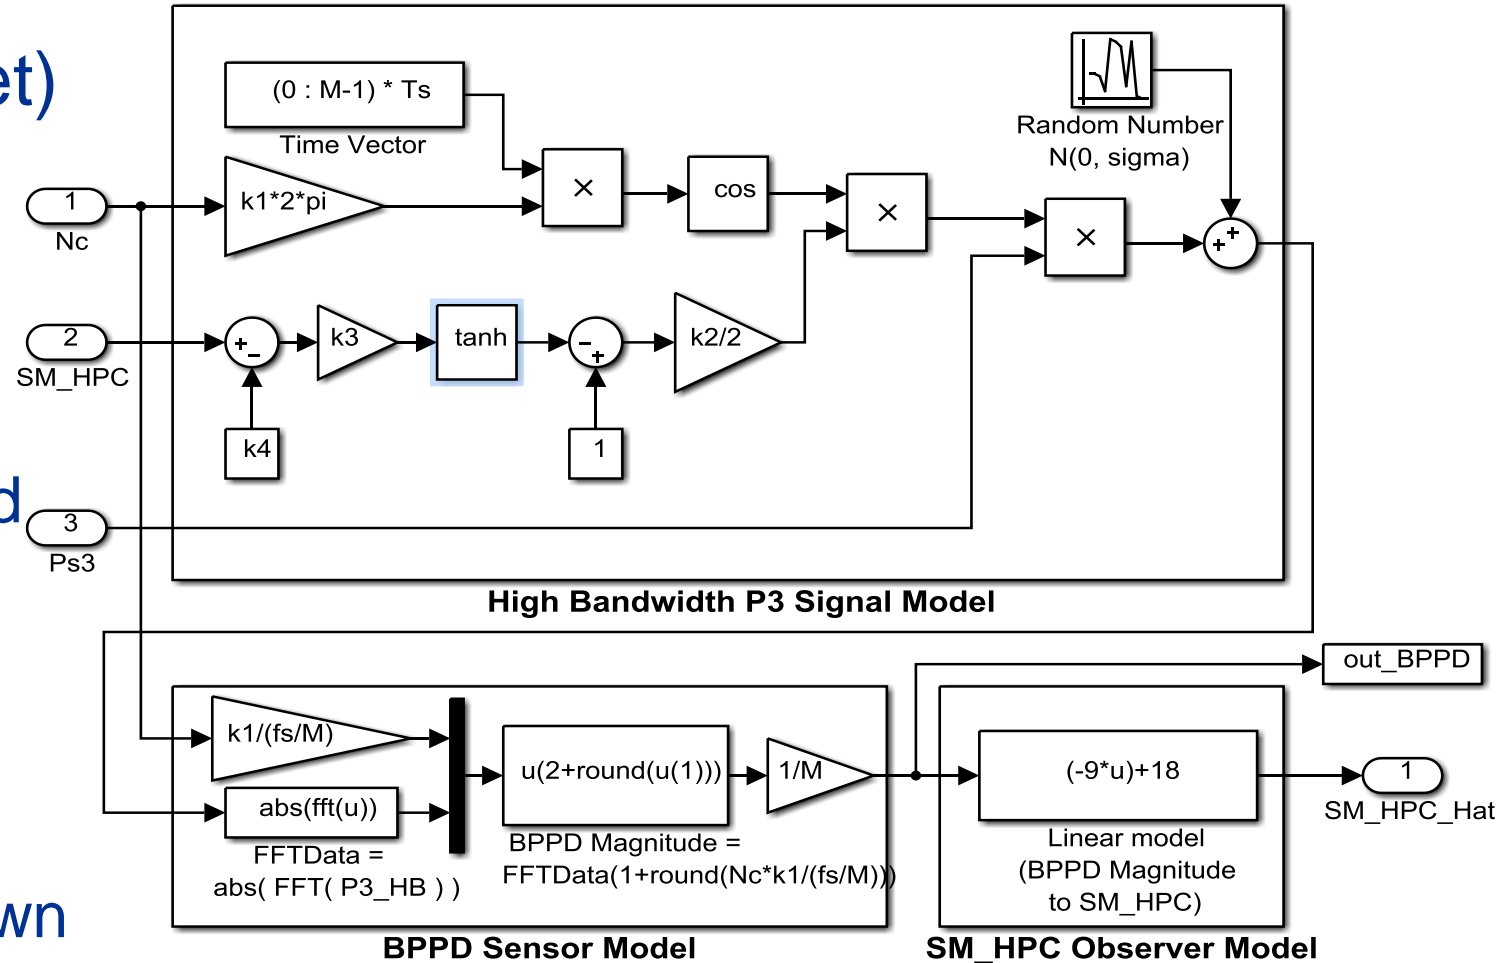 et)
(0 : M-1) * Ts
Time Vector
Random Number
N(0, sigma)
1
Nc
k1*2*pi
×
cos
×
×
+
+
2
SM_HPC
+
−
k3
tanh
−
+
k2/2
k4
1
d
3
Ps3
High Bandwidth P3 Signal Model
out_BPPD
k1/(fs/M)
abs(fft(u))
FFTData =
abs( FFT( P3_HB ) )
u(2+round(u(1)))
BPPD Magnitude =
FFTData(1+round(Nc*k1/(fs/M)))
1/M
(-9*u)+18
Linear model
(BPPD Magnitude
to SM_HPC)
1
SM_HPC_Hat
wn
BPPD Sensor Model
SM_HPC Observer Model